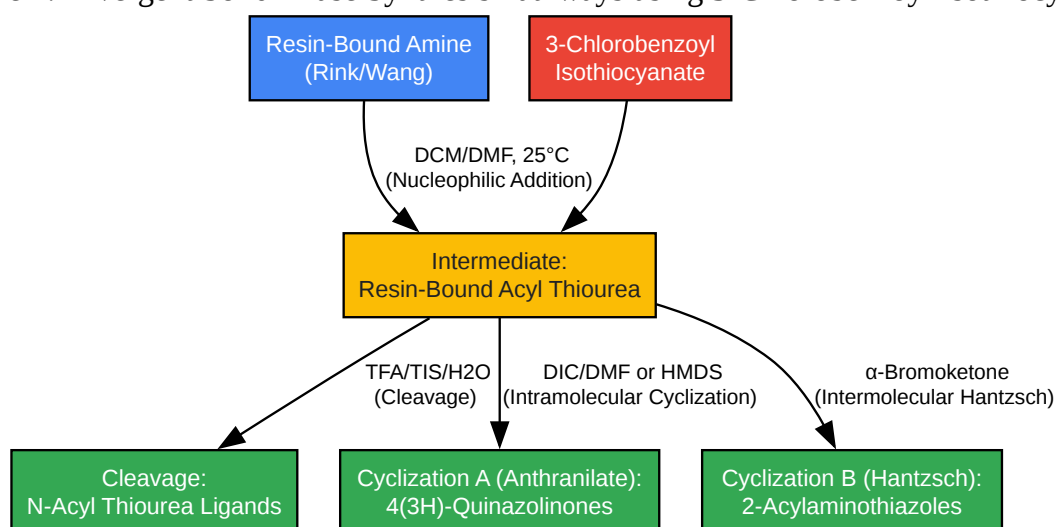 Resin-Bound Amine
(Rink/Wang)
3-Chlorobenzoyl
Isothiocyanate
DCM/DMF, 25°C
(Nucleophilic Addition)
Intermediate:
Resin-Bound Acyl Thiourea
TFA/TIS/H2O
(Cleavage)
DIC/DMF or HMDS
(Intramolecular Cyclization)
α-Bromoketone
(Intermolecular Hantzsch)
Cleavage:
N-Acyl Thiourea Ligands
Cyclization A (Anthranilate):
4(3H)-Quinazolinones
Cyclization B (Hantzsch):
2-Acylaminothiazoles